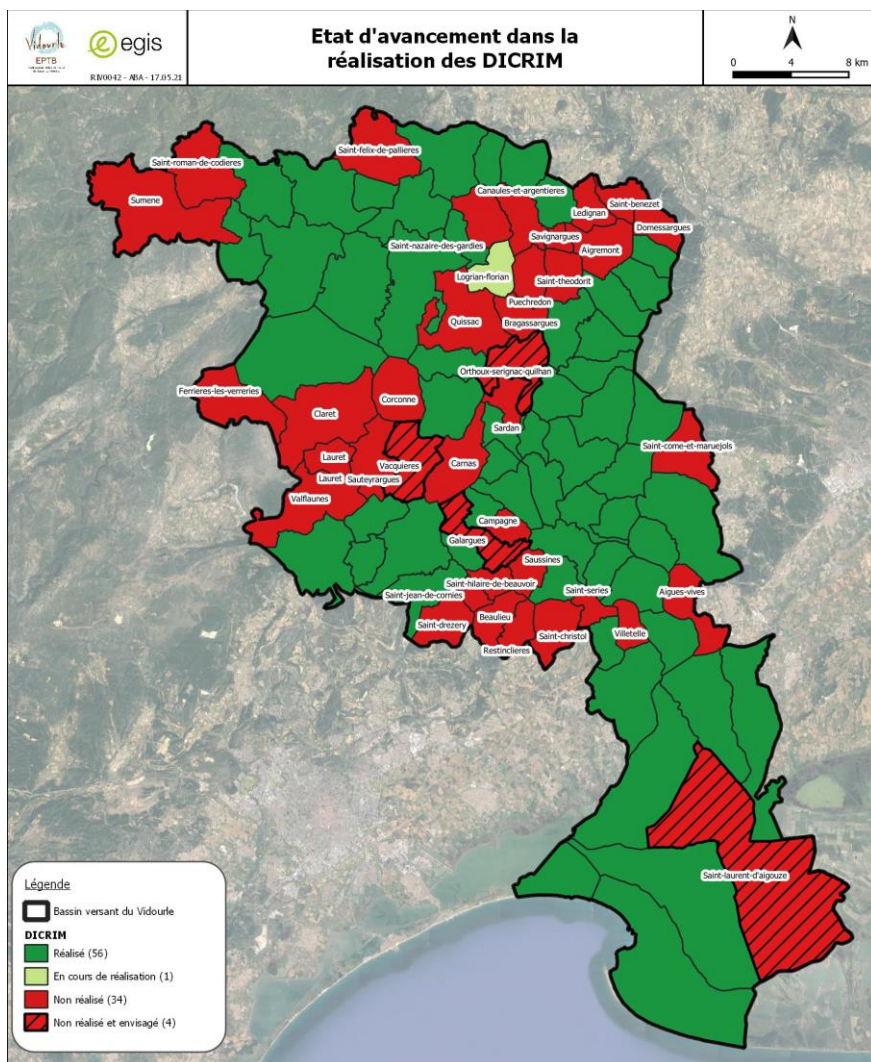 Vidourle
EPTB
egis
RIV0042 - ABA - 17.05.21
Etat d'avancement dans la
réalisation des DICRIM
N
0 4 8 km
Saint-felix-de-pallieres
Saint-roman-de-codieres
Sumene
Canaules-et-argentieres
Saint-benezet
Ledignan
Domessargues
Savignargues
Saint-nazaire-des-gardies
Aigremont
Logrian-florian
Saint-theodorit
Puechredon
Quissac
Bragassargues
Orthoux-serignac-quilhan
Ferrieres-les-verreries
Corconne
Claret
Sardan
Saint-come-et-maruejols
Lauret
Vacquieres
Carnas
Lauret
Sauteyrargues
Valflaunes
Campagne
Galargues
Saussines
Saint-hilaire-de-beauvoir
Saint-series
Aigues-vives
Saint-jean-de-cornies
Beaulieu
Saint-drezery
Saint-christol
Villetelle
Restinclieres
Saint-laurent-d'aigouze
Légende
Bassin versant du Vidourle
DICRIM
Réalisé (56)
En cours de réalisation (1)
Non réalisé (34)
Non réalisé et envisagé (4)